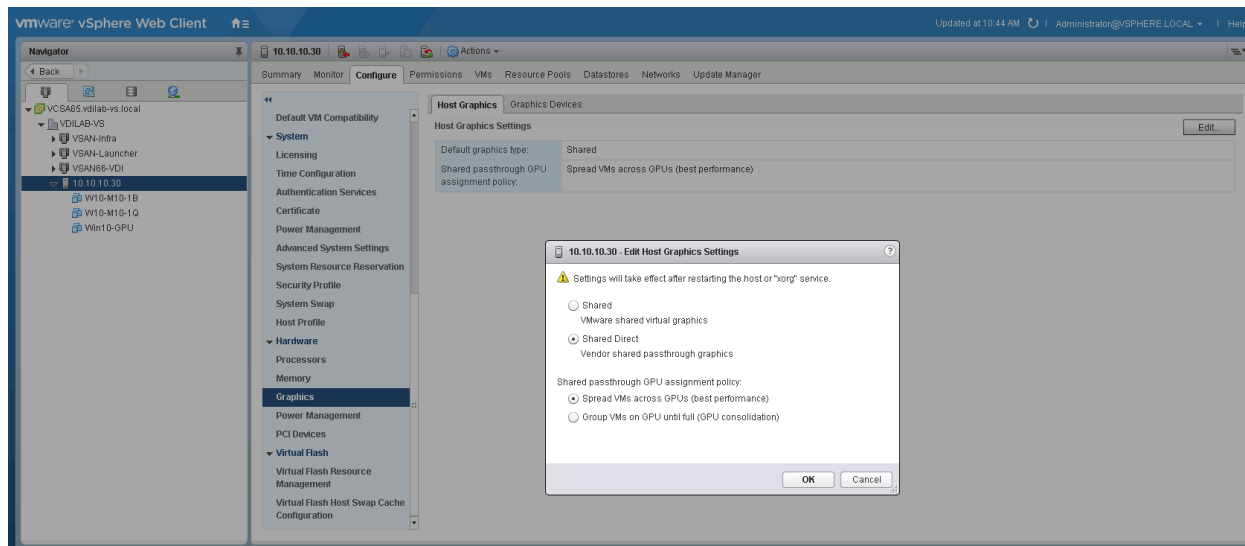 vmware® vSphere Web Client
Updated at 10:44 AM | Administrator@VSPHERE.LOCAL | Help
Navigator
Back
VCSA65.vdilab-vs.local
VDILAB-VS
VSAN-Infra
VSAN-Launcher
VSAN66-VDI
10.10.10.30
W10-M10-1B
W10-M10-1Q
Win10-GPU
10.10.10.30 Actions
Summary Monitor Configure Permissions VMs Resource Pools Datastores Networks Update Manager
Default VM Compatibility
System
Licensing
Time Configuration
Authentication Services
Certificate
Power Management
Advanced System Settings
System Resource Reservation
Security Profile
System Swap
Host Profile
Hardware
Processors
Memory
Graphics
Power Management
PCI Devices
Virtual Flash
Virtual Flash Resource
Management
Virtual Flash Host Swap Cache
Configuration
Host Graphics Graphics Devices
Host Graphics Settings
Edit...
Default graphics type: Shared
Shared passthrough GPU Spread VMs across GPUs (best performance)
assignment policy:
10.10.10.30 - Edit Host Graphics Settings ?
Settings will take effect after restarting the host or "xorg" service.
Shared
VMware shared virtual graphics
Shared Direct
Vendor shared passthrough graphics
Shared passthrough GPU assignment policy:
Spread VMs across GPUs (best performance)
Group VMs on GPU until full (GPU consolidation)
OK Cancel